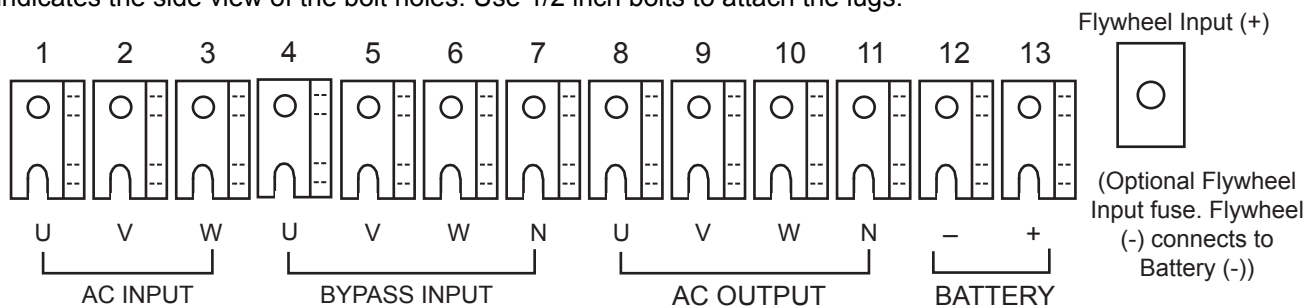 indicates the side view of the bolt holes. Use 1/2 inch bolts to attach the lugs.
Flywheel Input (+)
1 2 3 4 5 6 7 8 9 10 11 12 13
U V W U V W N U V W N – +
AC INPUT BYPASS INPUT AC OUTPUT BATTERY
(Optional Flywheel
Input fuse. Flywheel
(-) connects to
Battery (-))